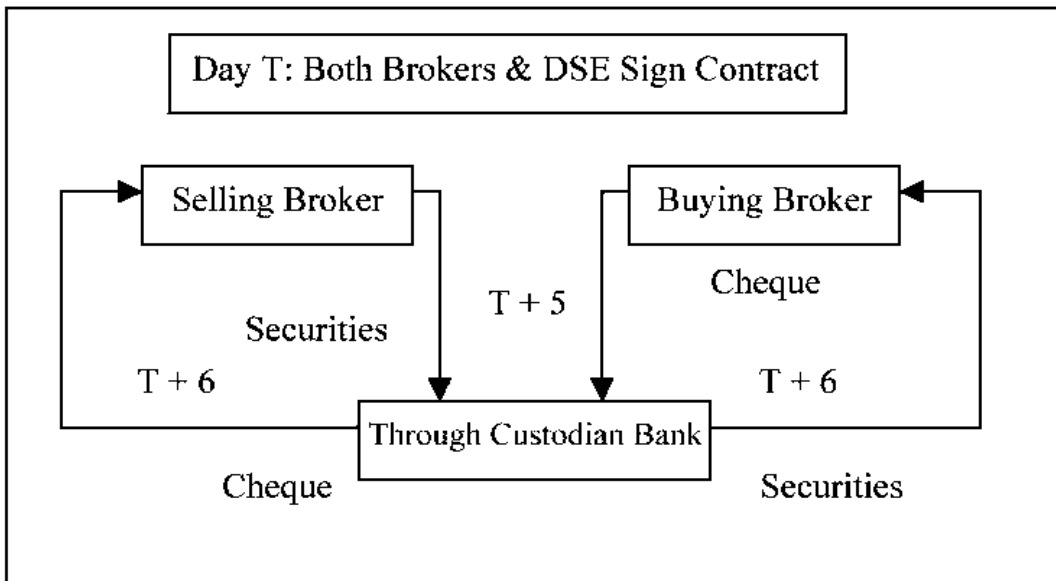 Day T: Both Brokers & DSE Sign Contract
Selling Broker
Buying Broker
Cheque
T + 5
Securities
T + 6
T + 6
Through Custodian Bank
Cheque
Securities